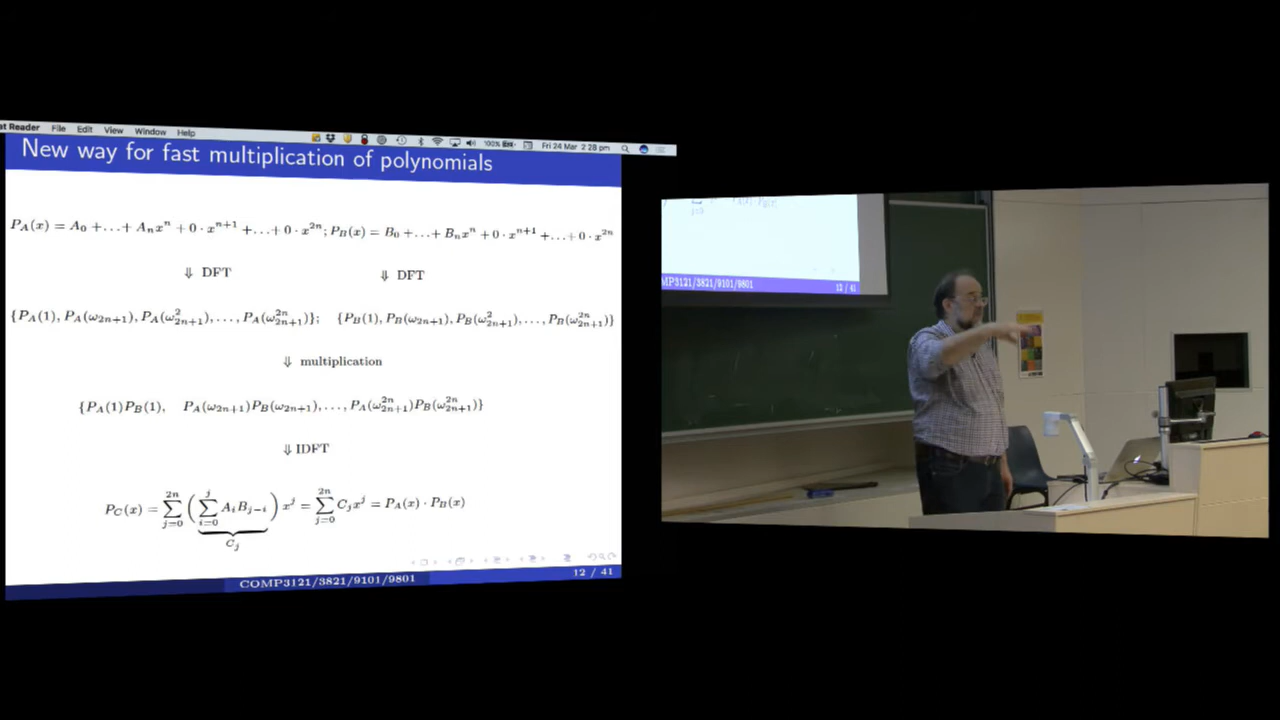 at Reader File Edit View Window Help 100% Fri 24 Mar 2 28 pm
New way for fast multiplication of polynomials
P_A(x) = A_0 + … + A_n x^n + 0 · x^{n+1} + … + 0 · x^{2n}; P_B(x) = B_0 + … + B_n x^n + 0 · x^{n+1} + … + 0 · x^{2n}
⇓ DFT ⇓ DFT
{P_A(1), P_A(ω_{2n+1}), P_A(ω^2_{2n+1}), …, P_A(ω^{2n}_{2n+1})}; {P_B(1), P_B(ω_{2n+1}), P_B(ω^2_{2n+1}), …, P_B(ω^{2n}_{2n+1})}
⇓ multiplication
{P_A(1)P_B(1), P_A(ω_{2n+1})P_B(ω_{2n+1}), …, P_A(ω^{2n}_{2n+1})P_B(ω^{2n}_{2n+1})}
⇓ IDFT
P_C(x) = ∑_{j=0}^{2n} (∑_{i=0}^{j} A_i B_{j−i}) x^j = ∑_{j=0}^{2n} C_j x^j = P_A(x) · P_B(x)
C_j
COMP3121/3821/9101/9801 12 / 41
j=0
MP3121/3821/9101/9801 12 / 41